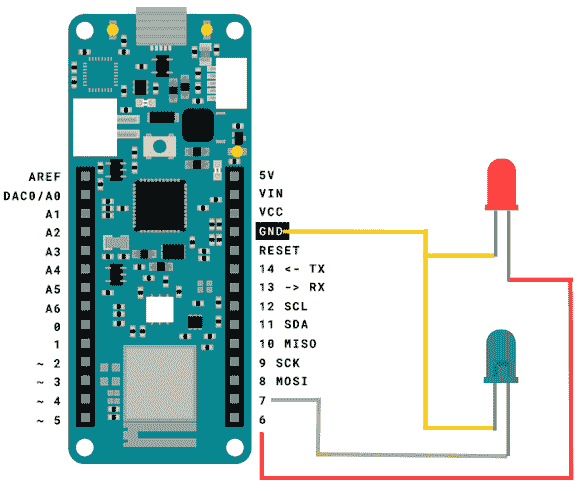 AREF
DAC0/A0
A1
A2
A3
A4
A5
A6
0
1
~ 2
~ 3
~ 4
~ 5
5V
VIN
VCC
GND
RESET
14 <- TX
13 -> RX
12 SCL
11 SDA
10 MISO
9 SCK
8 MOSI
7
6